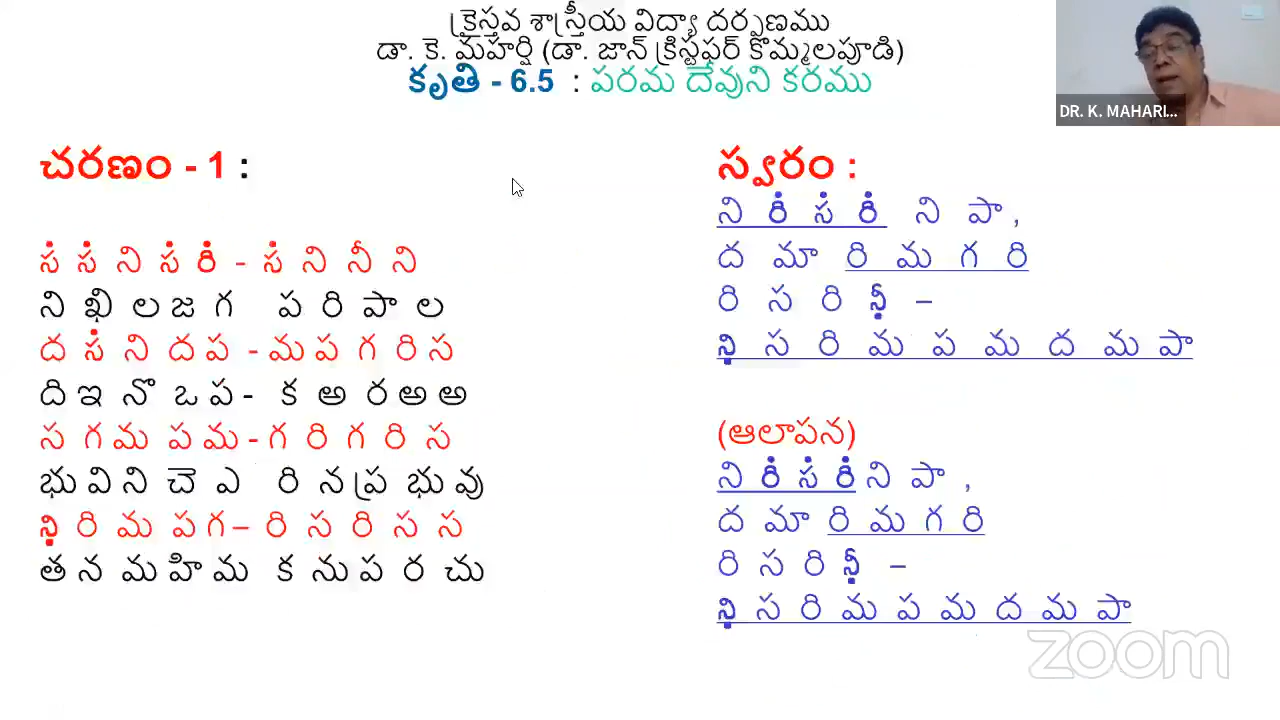 క్రైస్తవ శాస్త్రీయ విద్యా దర్పణము
డా. కె. మహర్షి (డా. జాన్ క్రిస్టఫర్ కొమ్మలపూడి)
కృతి - 6.5 : పరమ దేవుని కరము
DR. K. MAHARI...
చరణం - 1 :
స̇ స̇ ని స̇ రి̇ - స̇ ని నీ ని
ని ఖి ల జ గ ప రి పా ల
ద స̇ ని ద ప - మ ప గ రి స
ది ఇ నొ ఒ ప - క అ ర అ అ
స గ మ ప మ - గ రి గ రి స
భు వి ని చె ఎ రి న ప్ర భు వు
ని̣ రి మ ప గ – రి స రి స స
త న మ హి మ క ను ప ర చు
స్వరం :
ని రి̇ స̇ రి̇ ని పా ,
ద మా రి మ గ రి
రి స రి నీ̣ –
ని̣ స రి మ ప మ ద మ పా
(ఆలాపన)
ని రి̇ స̇ రి̇ ని పా ,
ద మా రి మ గ రి
రి స రి నీ̣ –
ని̣ స రి మ ప మ ద మ పా
zoom